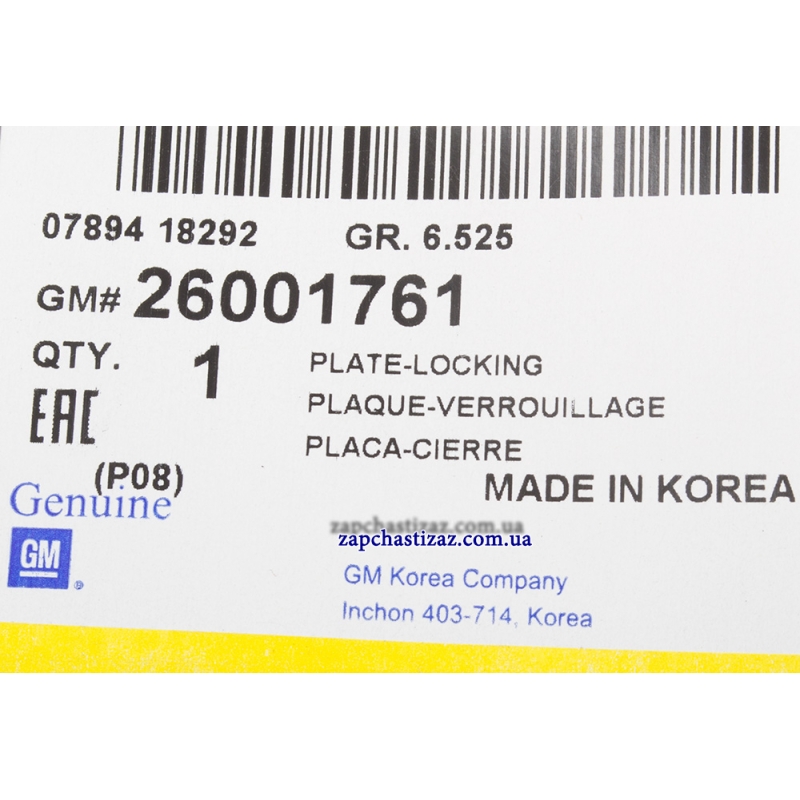 07894 18292 GR. 6.525
GM# 26001761
QTY. 1
PLATE-LOCKING
PLAQUE-VERROUILLAGE
PLACA-CIERRE
EAC
(P08)
MADE IN KOREA
Genuine
GM ®
zapchastizaz.com.ua
zapchastizaz.com.ua
GM Korea Company
Inchon 403-714, Korea